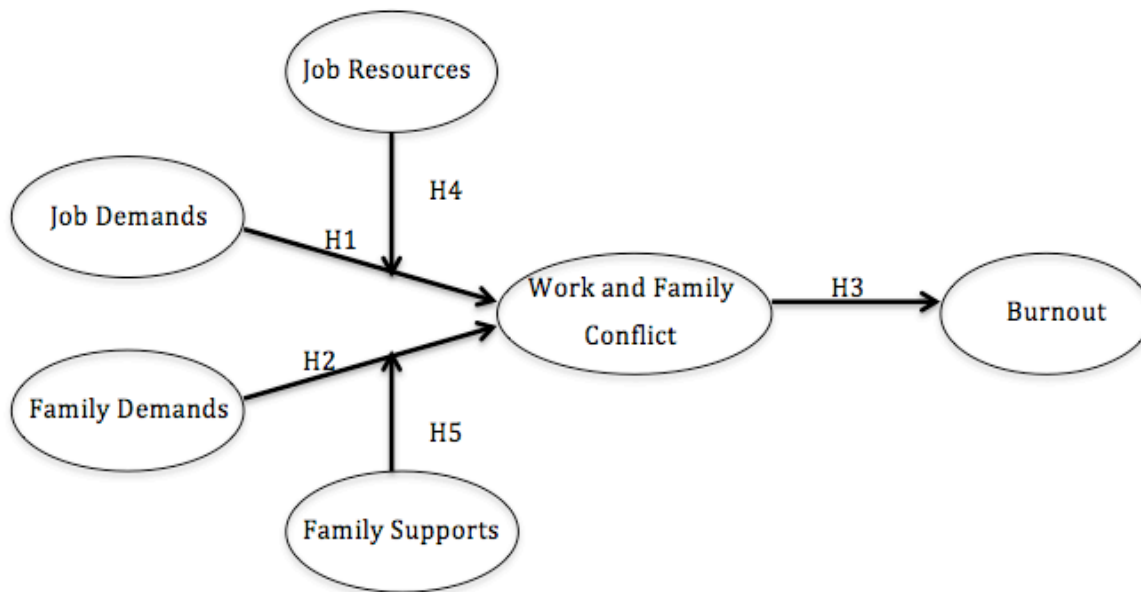 Job Resources
H4
Job Demands
H1
Work and Family
Conflict
H3
Burnout
H2
Family Demands
H5
Family Supports